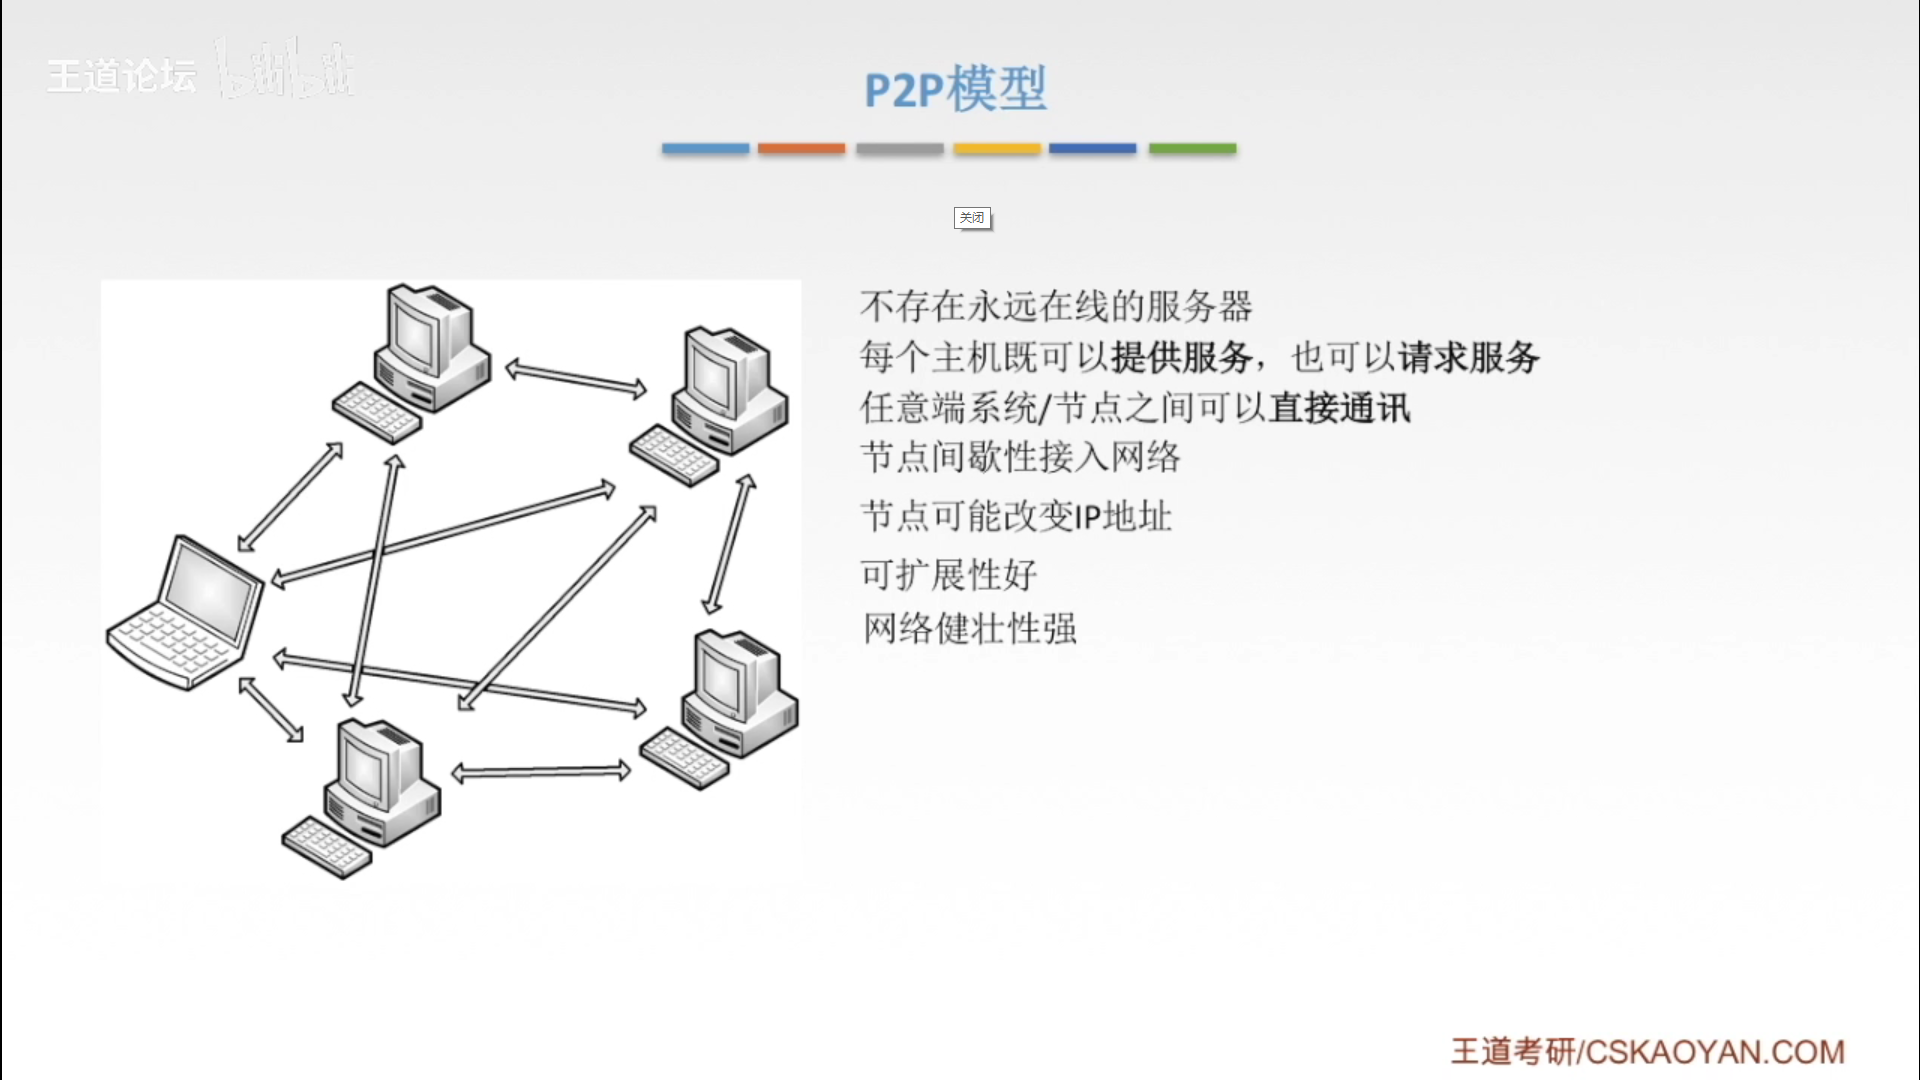 王道论坛 bilibili
P2P模型
关闭
不存在永远在线的服务器
每个主机既可以提供服务，也可以请求服务
任意端系统/节点之间可以直接通讯
节点间歇性接入网络
节点可能改变IP地址
可扩展性好
网络健壮性强
王道考研/CSKAOYAN.COM